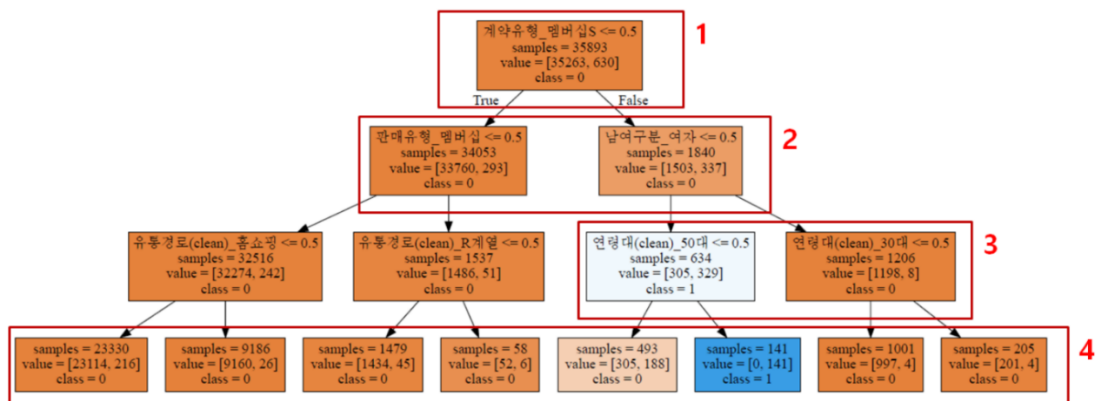 1
계약유형_멤버십S <= 0.5
samples = 35893
value = [35263, 630]
class = 0
True
False
2
판매유형_멤버십 <= 0.5
samples = 34053
value = [33760, 293]
class = 0
남여구분_여자 <= 0.5
samples = 1840
value = [1503, 337]
class = 0
3
유통경로(clean)_홈쇼핑 <= 0.5
samples = 32516
value = [32274, 242]
class = 0
유통경로(clean)_R계열 <= 0.5
samples = 1537
value = [1486, 51]
class = 0
연령대(clean)_50대 <= 0.5
samples = 634
value = [305, 329]
class = 1
연령대(clean)_30대 <= 0.5
samples = 1206
value = [1198, 8]
class = 0
4
samples = 23330
value = [23114, 216]
class = 0
samples = 9186
value = [9160, 26]
class = 0
samples = 1479
value = [1434, 45]
class = 0
samples = 58
value = [52, 6]
class = 0
samples = 493
value = [305, 188]
class = 0
samples = 141
value = [0, 141]
class = 1
samples = 1001
value = [997, 4]
class = 0
samples = 205
value = [201, 4]
class = 0